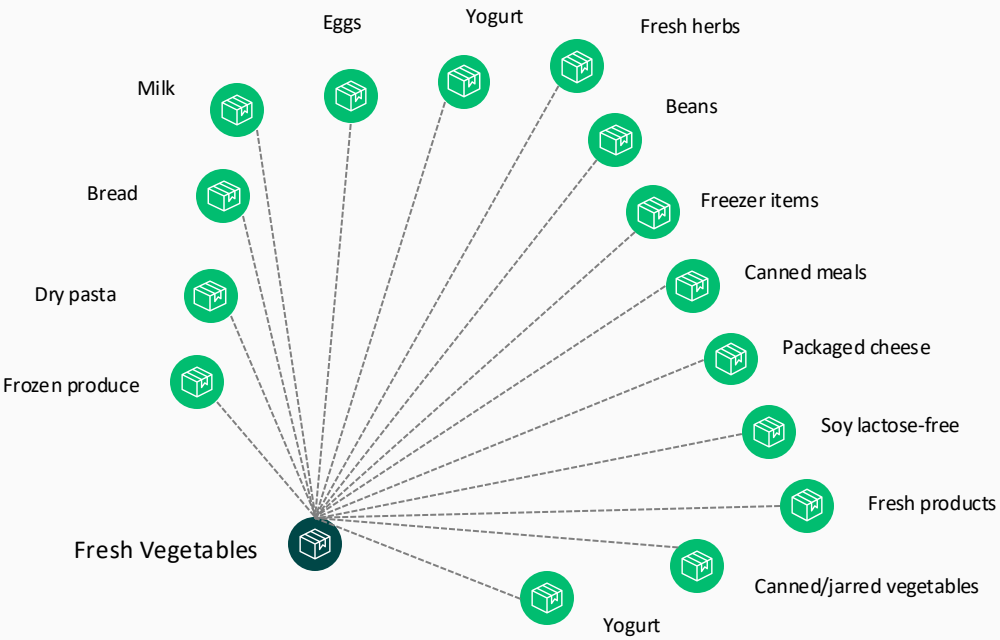 Yogurt
Eggs
Fresh herbs
Milk
Beans
Bread
Freezer items
Canned meals
Dry pasta
Packaged cheese
Frozen produce
Soy lactose-free
Fresh products
Fresh Vegetables
Canned/jarred vegetables
Yogurt